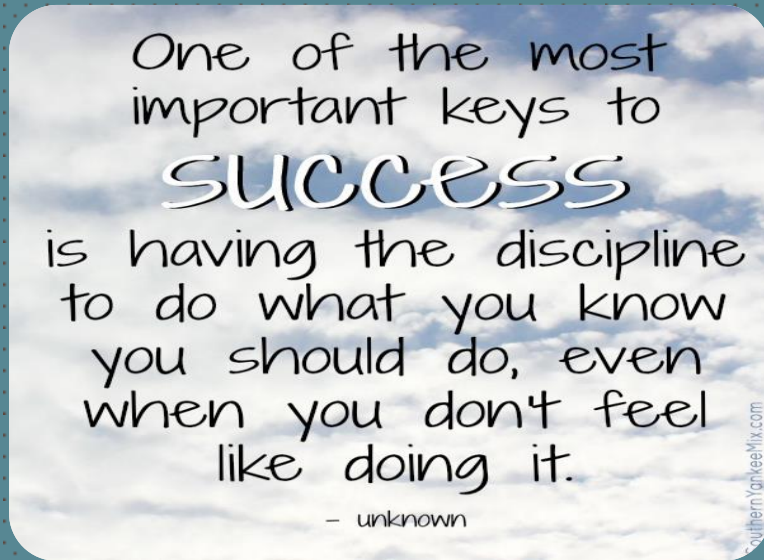 One of the most
important keys to
success
is having the discipline
to do what you know
you should do, even
when you don't feel
like doing it.
- unknown
SouthernYankeeMix.com